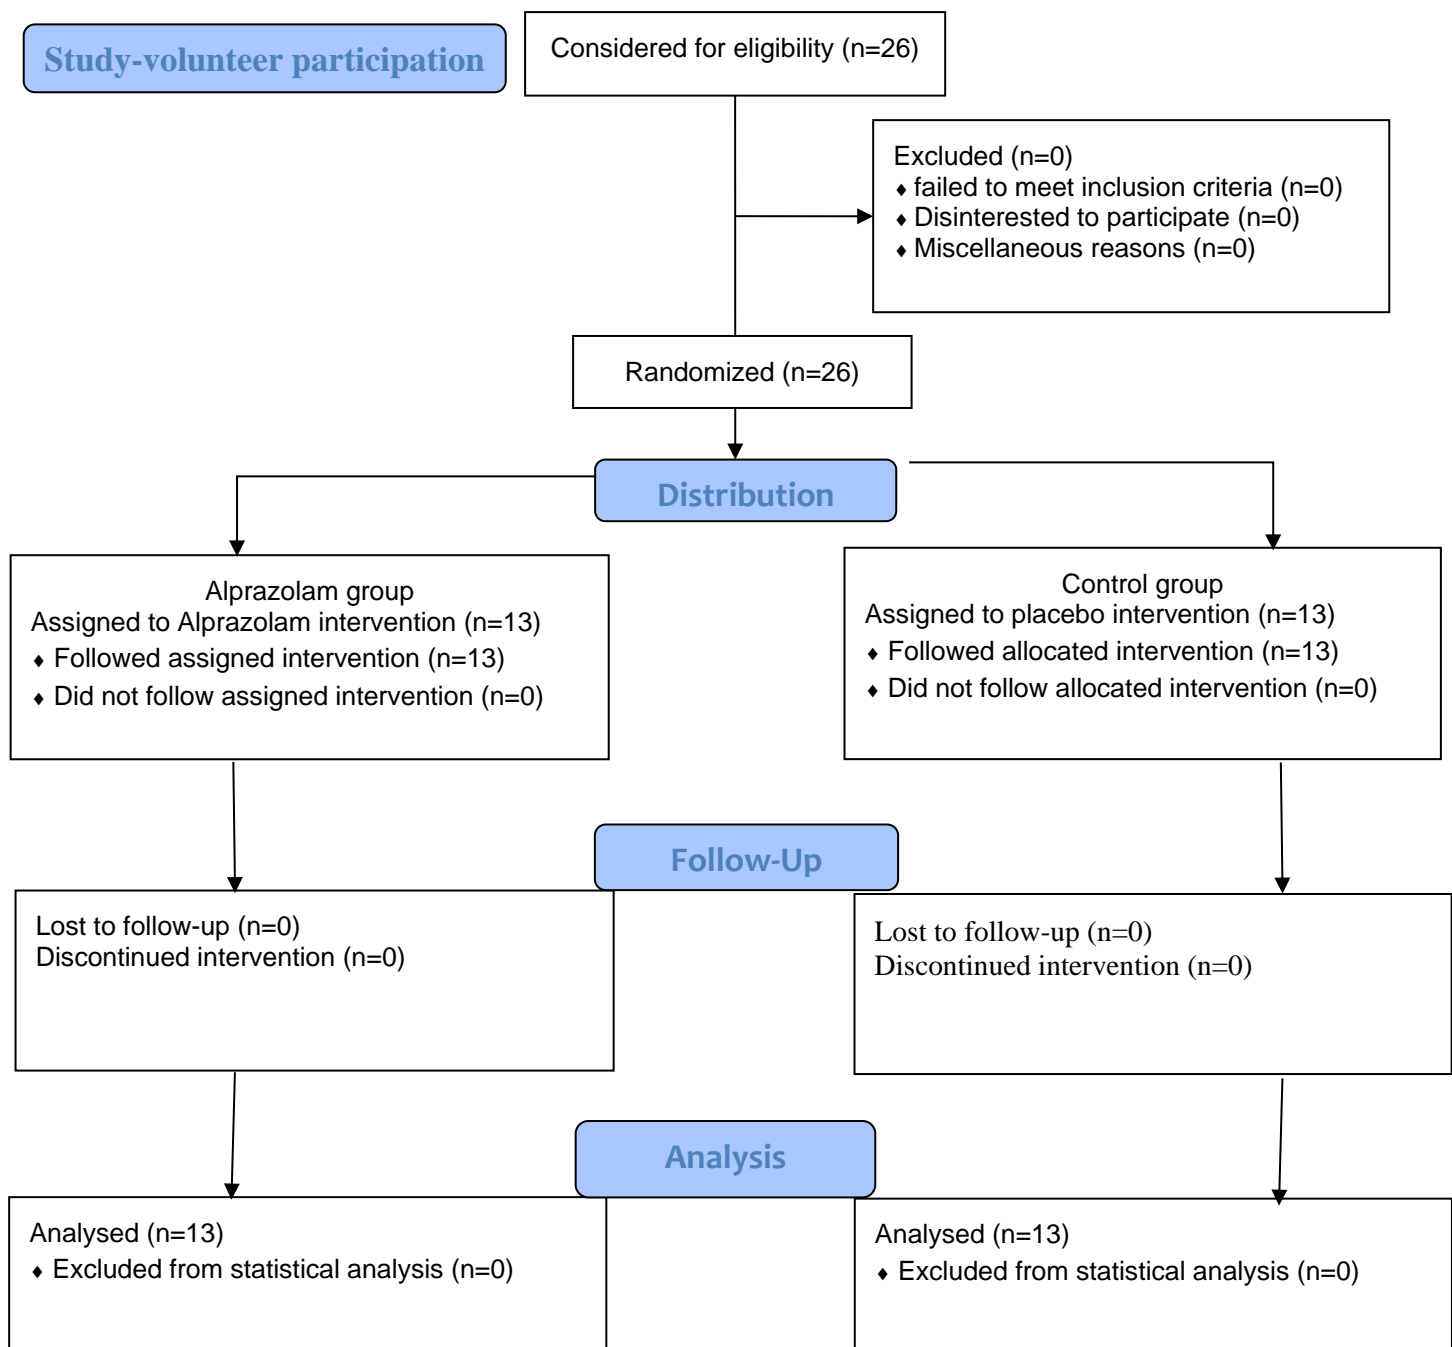 Study-volunteer participation
Considered for eligibility (n=26)
Excluded (n=0)
♦ failed to meet inclusion criteria (n=0)
♦ Disinterested to participate (n=0)
♦ Miscellaneous reasons (n=0)
Randomized (n=26)
Distribution
Alprazolam group
Assigned to Alprazolam intervention (n=13)
♦ Followed assigned intervention (n=13)
♦ Did not follow assigned intervention (n=0)
Control group
Assigned to placebo intervention (n=13)
♦ Followed allocated intervention (n=13)
♦ Did not follow allocated intervention (n=0)
Follow-Up
Lost to follow-up (n=0)
Discontinued intervention (n=0)
Lost to follow-up (n=0)
Discontinued intervention (n=0)
Analysis
Analysed (n=13)
♦ Excluded from statistical analysis (n=0)
Analysed (n=13)
♦ Excluded from statistical analysis (n=0)